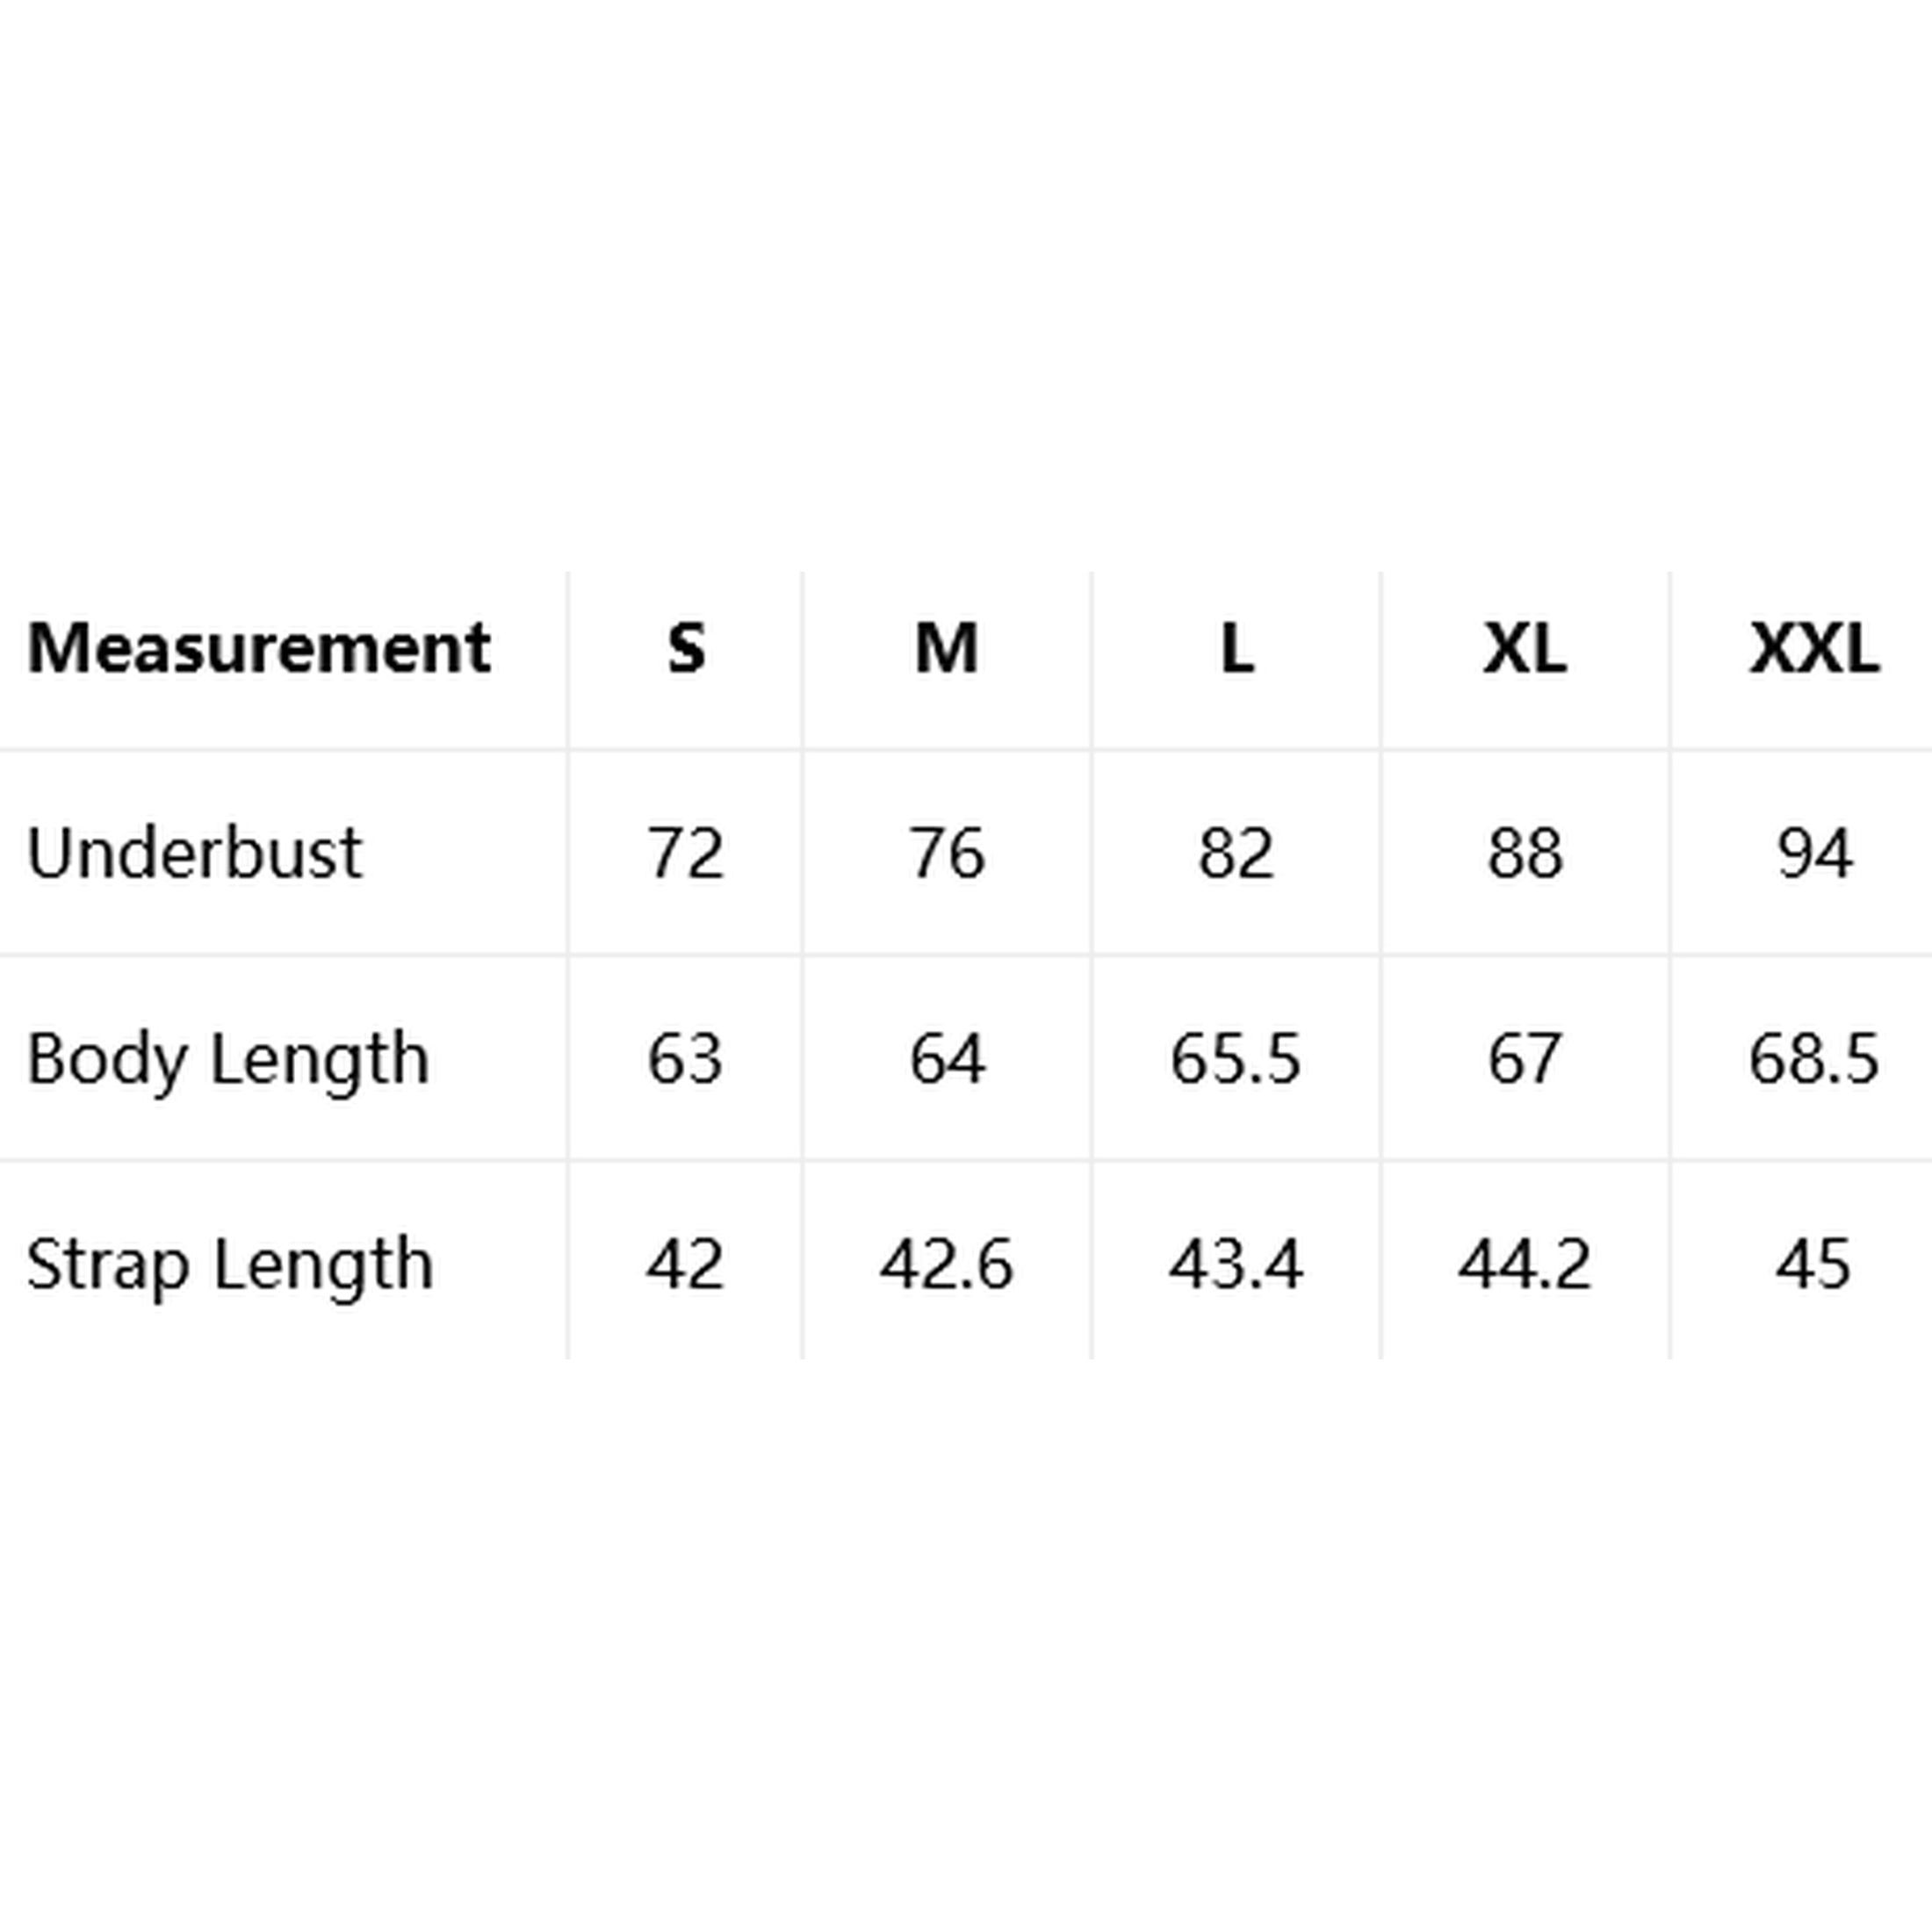 Measurement S M L XL XXL
Underbust 72 76 82 88 94
Body Length 63 64 65.5 67 68.5
Strap Length 42 42.6 43.4 44.2 45